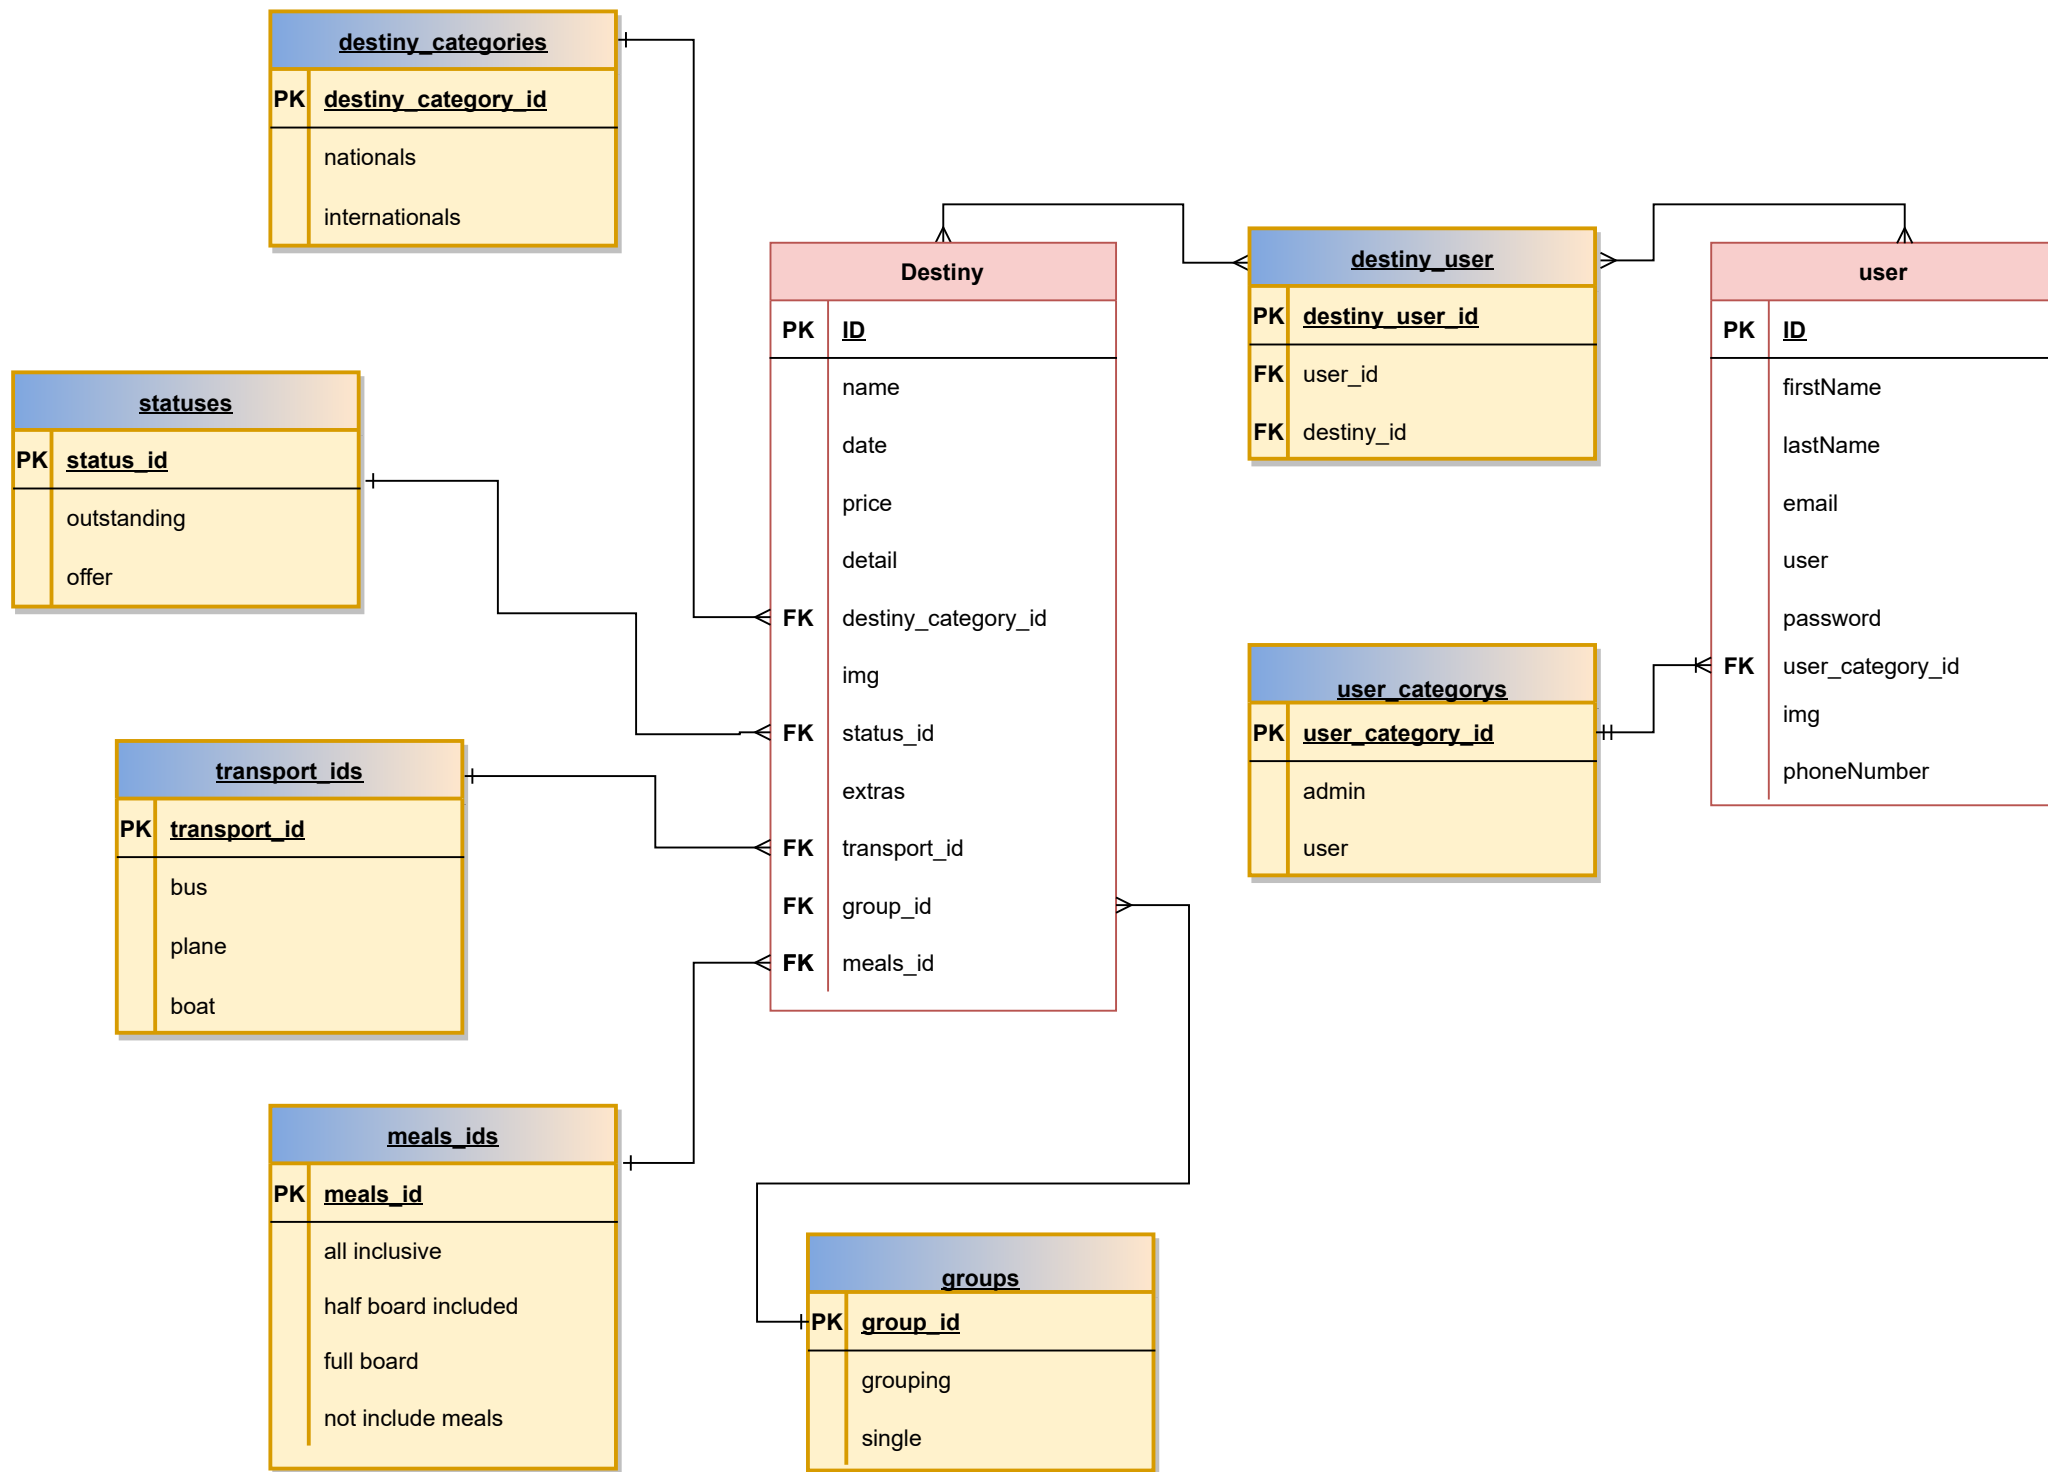 destiny_categories
PK destiny_category_id
nationals
internationals
statuses
PK status_id
outstanding
offer
transport_ids
PK transport_id
bus
plane
boat
meals_ids
PK meals_id
all inclusive
half board included
full board
not include meals
Destiny
PK ID
name
date
price
detail
FK destiny_category_id
img
FK status_id
extras
FK transport_id
FK group_id
FK meals_id
groups
PK group_id
grouping
single
destiny_user
PK destiny_user_id
FK user_id
FK destiny_id
user_categorys
PK user_category_id
admin
user
user
PK ID
firstName
lastName
email
user
password
FK user_category_id
img
phoneNumber